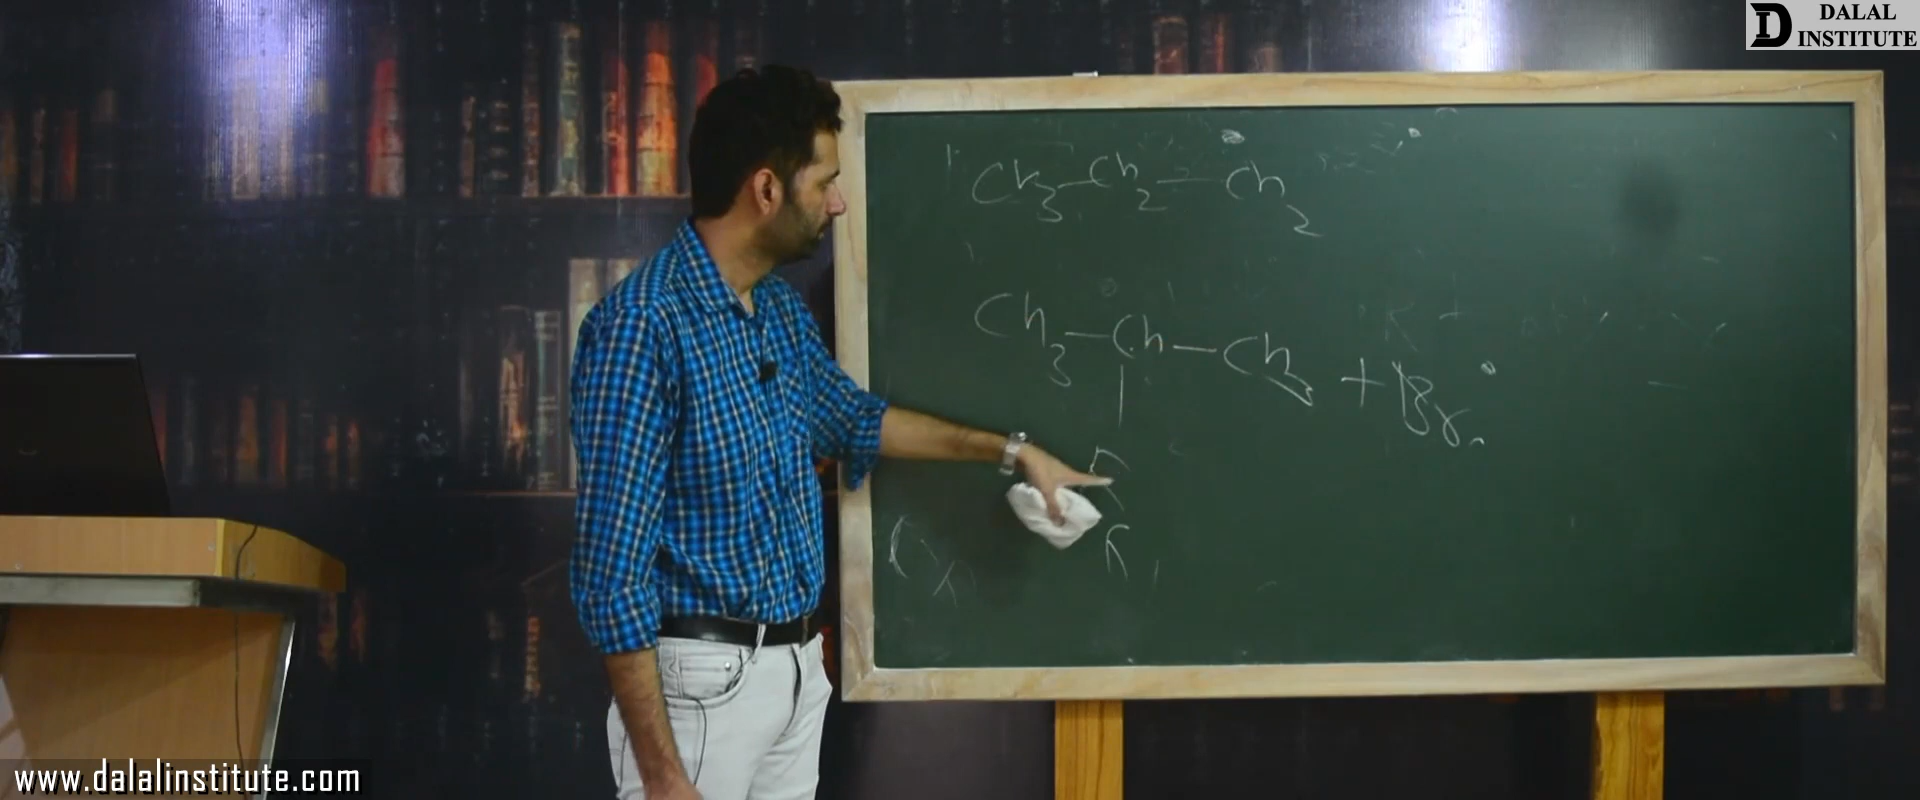 DALAL
INSTITUTE
CH3-CH2-CH2
CH3-CH-CH3 + Br
www.dalalinstitute.com